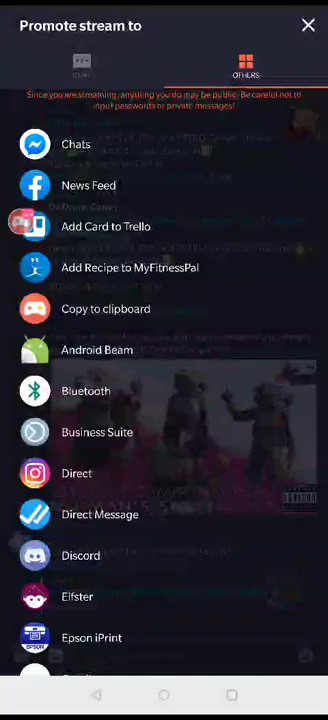 Promote stream to
OTHERS
Since you are streaming, anything you do may be public. Be careful not to
input passwords or private messages!
Chats
News Feed
Add Card to Trello
Add Recipe to MyFitnessPal
Copy to clipboard
Android Beam
Bluetooth
Business Suite
Direct
Direct Message
Discord
Elfster
Epson iPrint